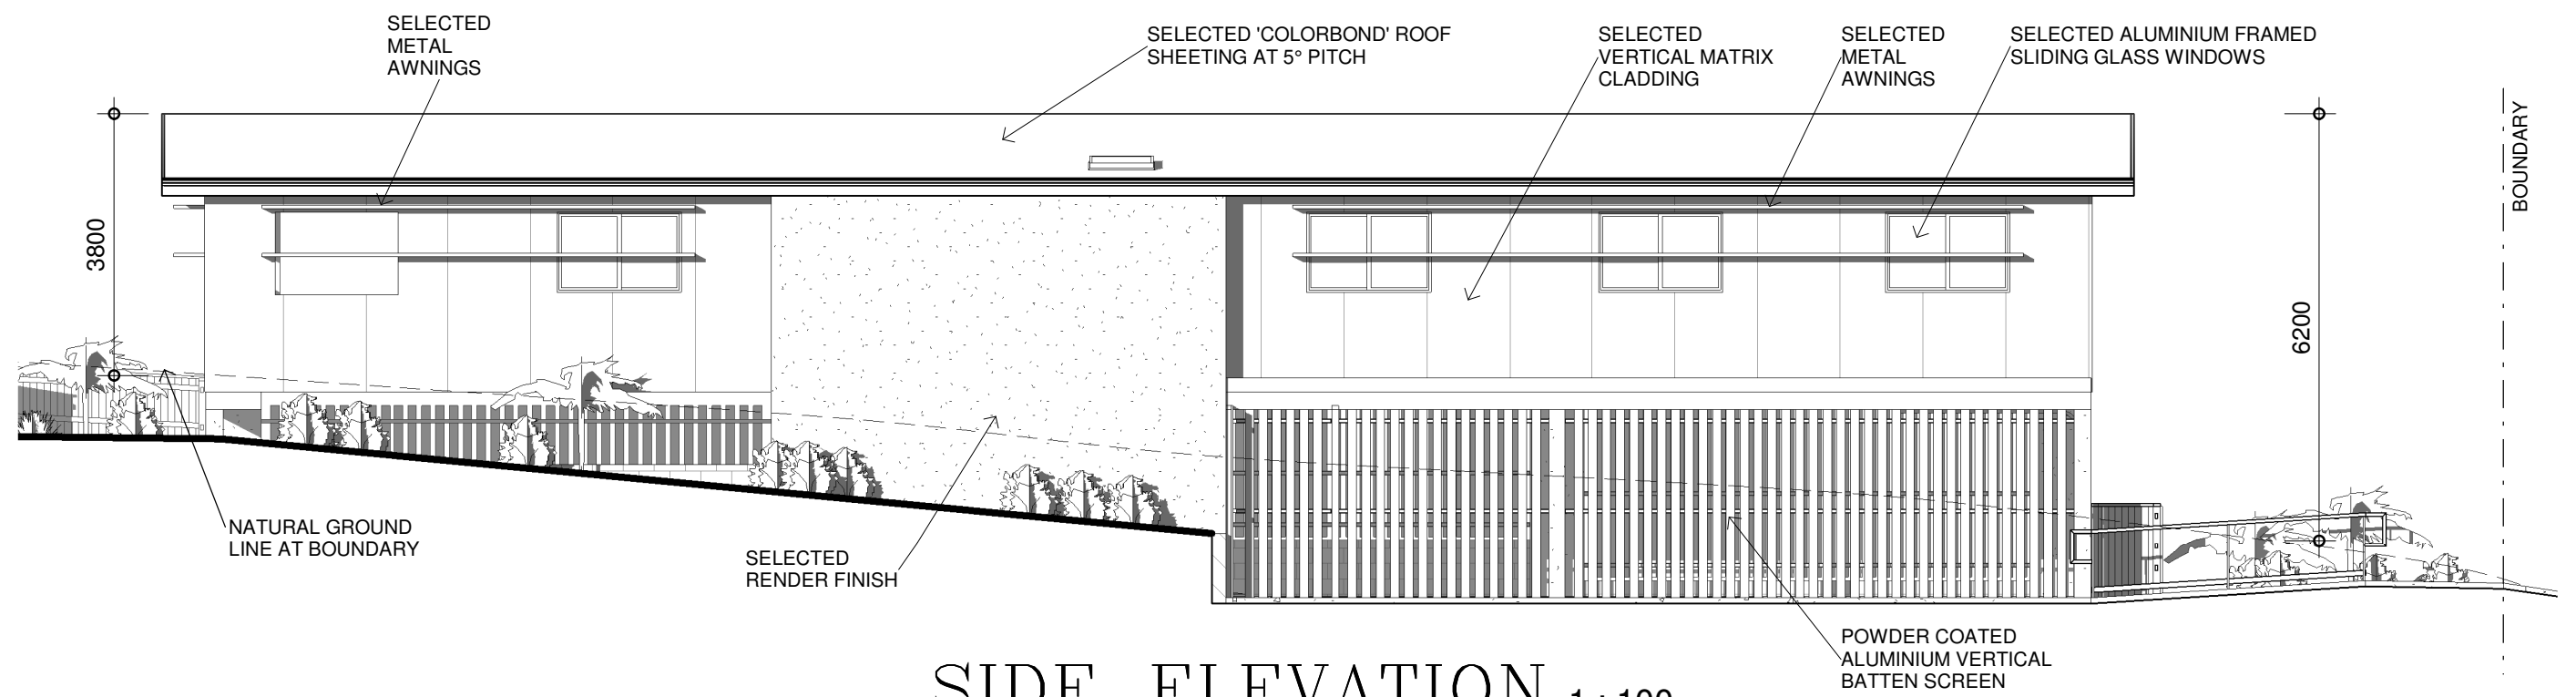 SELECTED
METAL
AWNINGS
SELECTED 'COLORBOND' ROOF
SHEETING AT 5° PITCH
SELECTED
VERTICAL MATRIX
CLADDING
SELECTED
METAL
AWNINGS
SELECTED ALUMINIUM FRAMED
SLIDING GLASS WINDOWS
BOUNDARY
3800
6200
NATURAL GROUND
LINE AT BOUNDARY
SELECTED
RENDER FINISH
POWDER COATED
ALUMINIUM VERTICAL
BATTEN SCREEN
SIDE ELEVATION 1 : 100